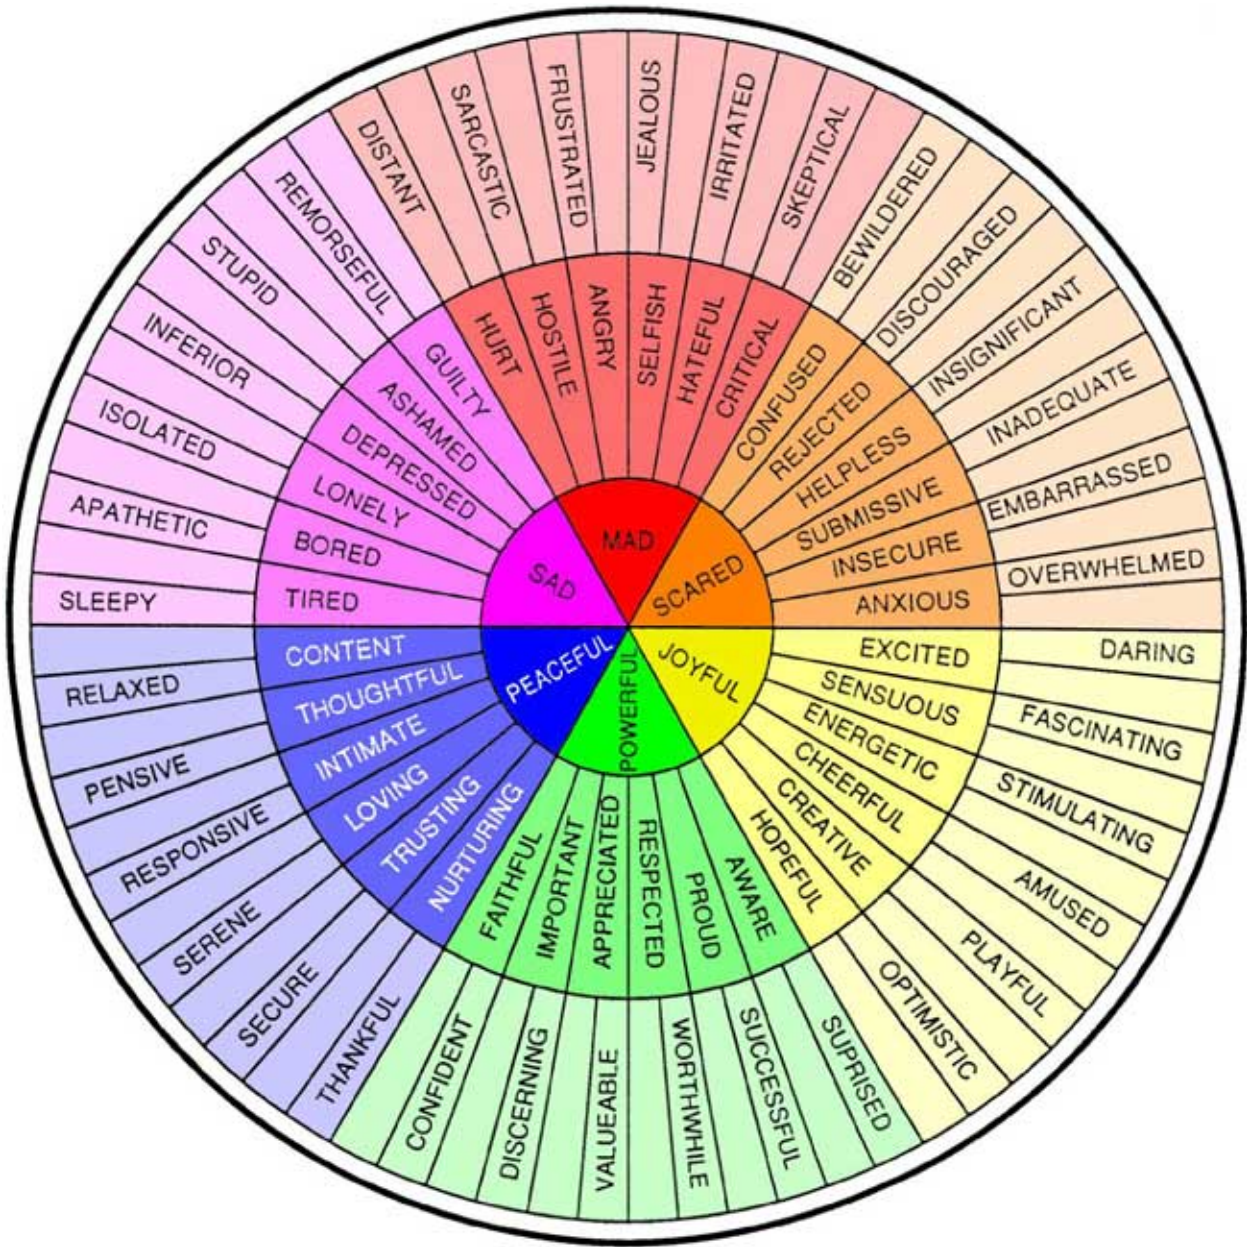 MAD
SCARED
JOYFUL
POWERFUL
PEACEFUL
SAD
HURT
HOSTILE
ANGRY
SELFISH
HATEFUL
CRITICAL
CONFUSED
REJECTED
HELPLESS
SUBMISSIVE
INSECURE
ANXIOUS
EXCITED
SENSUOUS
ENERGETIC
CHEERFUL
CREATIVE
HOPEFUL
AWARE
PROUD
RESPECTED
APPRECIATED
IMPORTANT
FAITHFUL
NURTURING
TRUSTING
LOVING
INTIMATE
THOUGHTFUL
CONTENT
TIRED
BORED
LONELY
DEPRESSED
ASHAMED
GUILTY
DISTANT
SARCASTIC
FRUSTRATED
JEALOUS
IRRITATED
SKEPTICAL
BEWILDERED
DISCOURAGED
INSIGNIFICANT
INADEQUATE
EMBARRASSED
OVERWHELMED
DARING
FASCINATING
STIMULATING
AMUSED
PLAYFUL
OPTIMISTIC
SUPRISED
SUCCESSFUL
WORTHWHILE
VALUEABLE
DISCERNING
CONFIDENT
THANKFUL
SECURE
SERENE
RESPONSIVE
PENSIVE
RELAXED
SLEEPY
APATHETIC
ISOLATED
INFERIOR
STUPID
REMORSEFUL